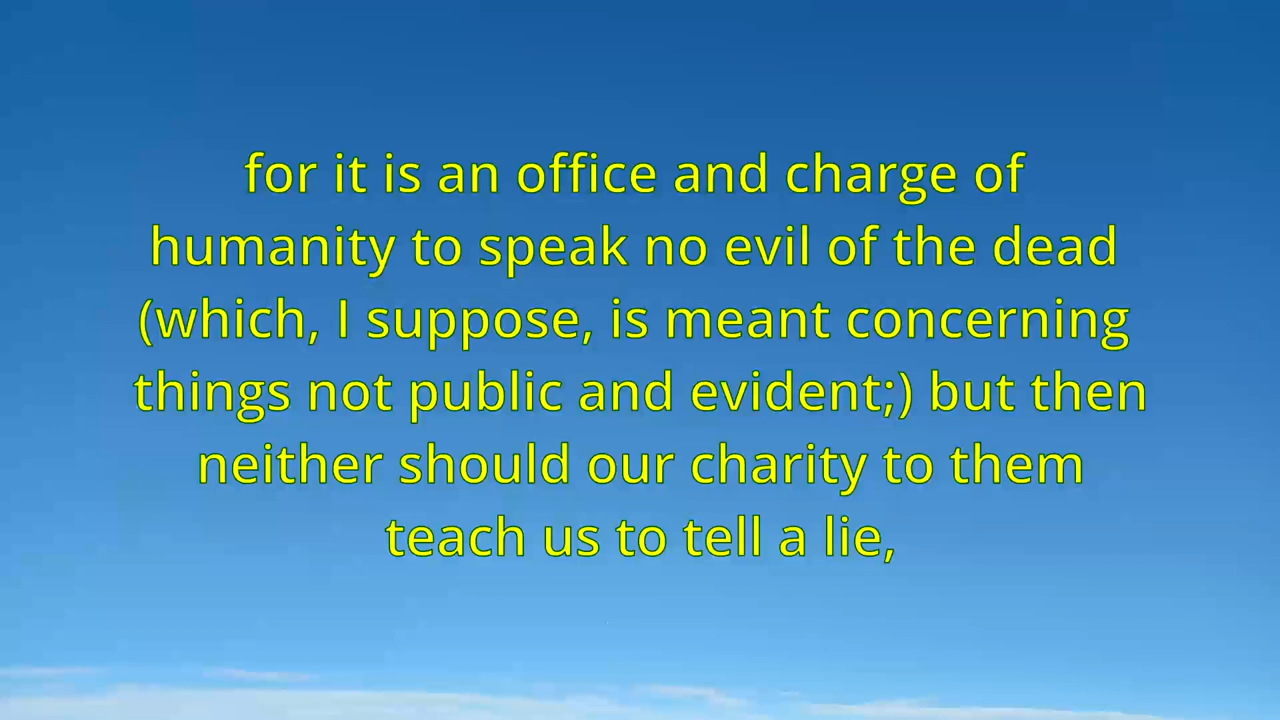 for it is an office and charge of
humanity to speak no evil of the dead
(which, I suppose, is meant concerning
things not public and evident;) but then
neither should our charity to them
teach us to tell a lie,